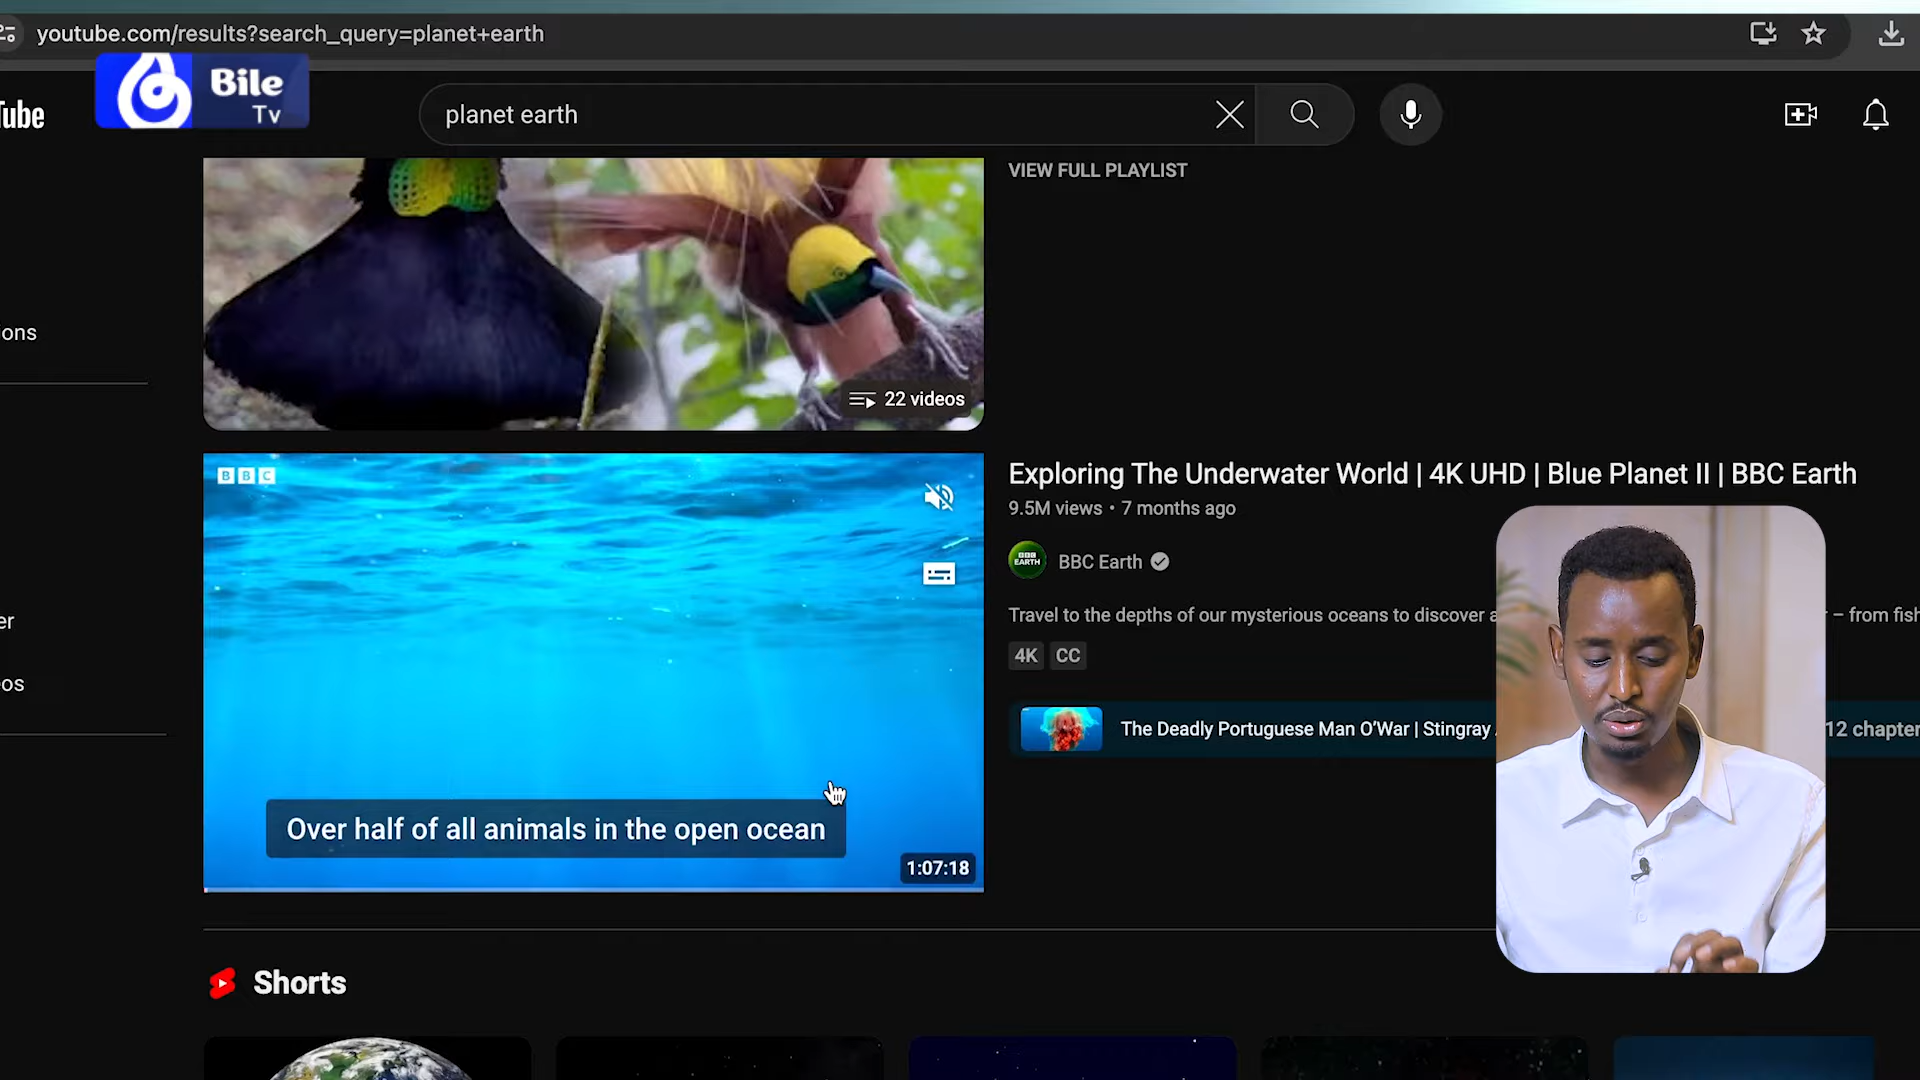 youtube.com/results?search_query=planet+earth
Bile
Tv
Tube
planet earth
VIEW FULL PLAYLIST
ions
22 videos
BBC
Exploring The Underwater World | 4K UHD | Blue Planet II | BBC Earth
9.5M views • 7 months ago
BBC
EARTH
BBC Earth
Travel to the depths of our mysterious oceans to discover a
– from fish
er
4K CC
os
The Deadly Portuguese Man O’War | Stingray
12 chapter
Over half of all animals in the open ocean
1:07:18
Shorts